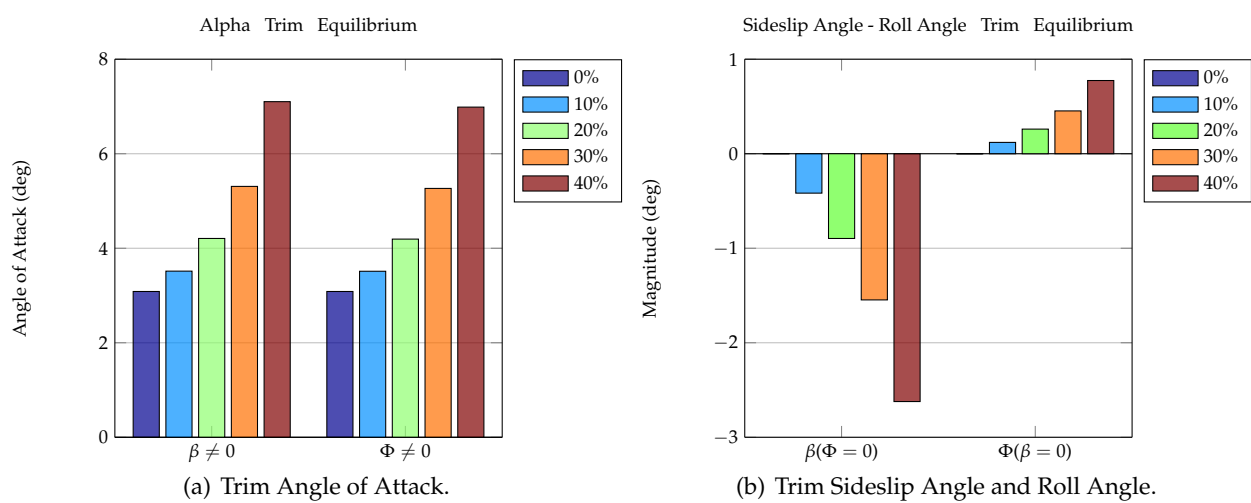 Alpha Trim Equilibrium
8
6
4
2
0
Angle of Attack (deg)
β ≠ 0
Φ ≠ 0
0%
10%
20%
30%
40%
(a) Trim Angle of Attack.
Sideslip Angle - Roll Angle Trim Equilibrium
1
0
−1
−2
−3
Magnitude (deg)
β(Φ = 0)
Φ(β = 0)
0%
10%
20%
30%
40%
(b) Trim Sideslip Angle and Roll Angle.